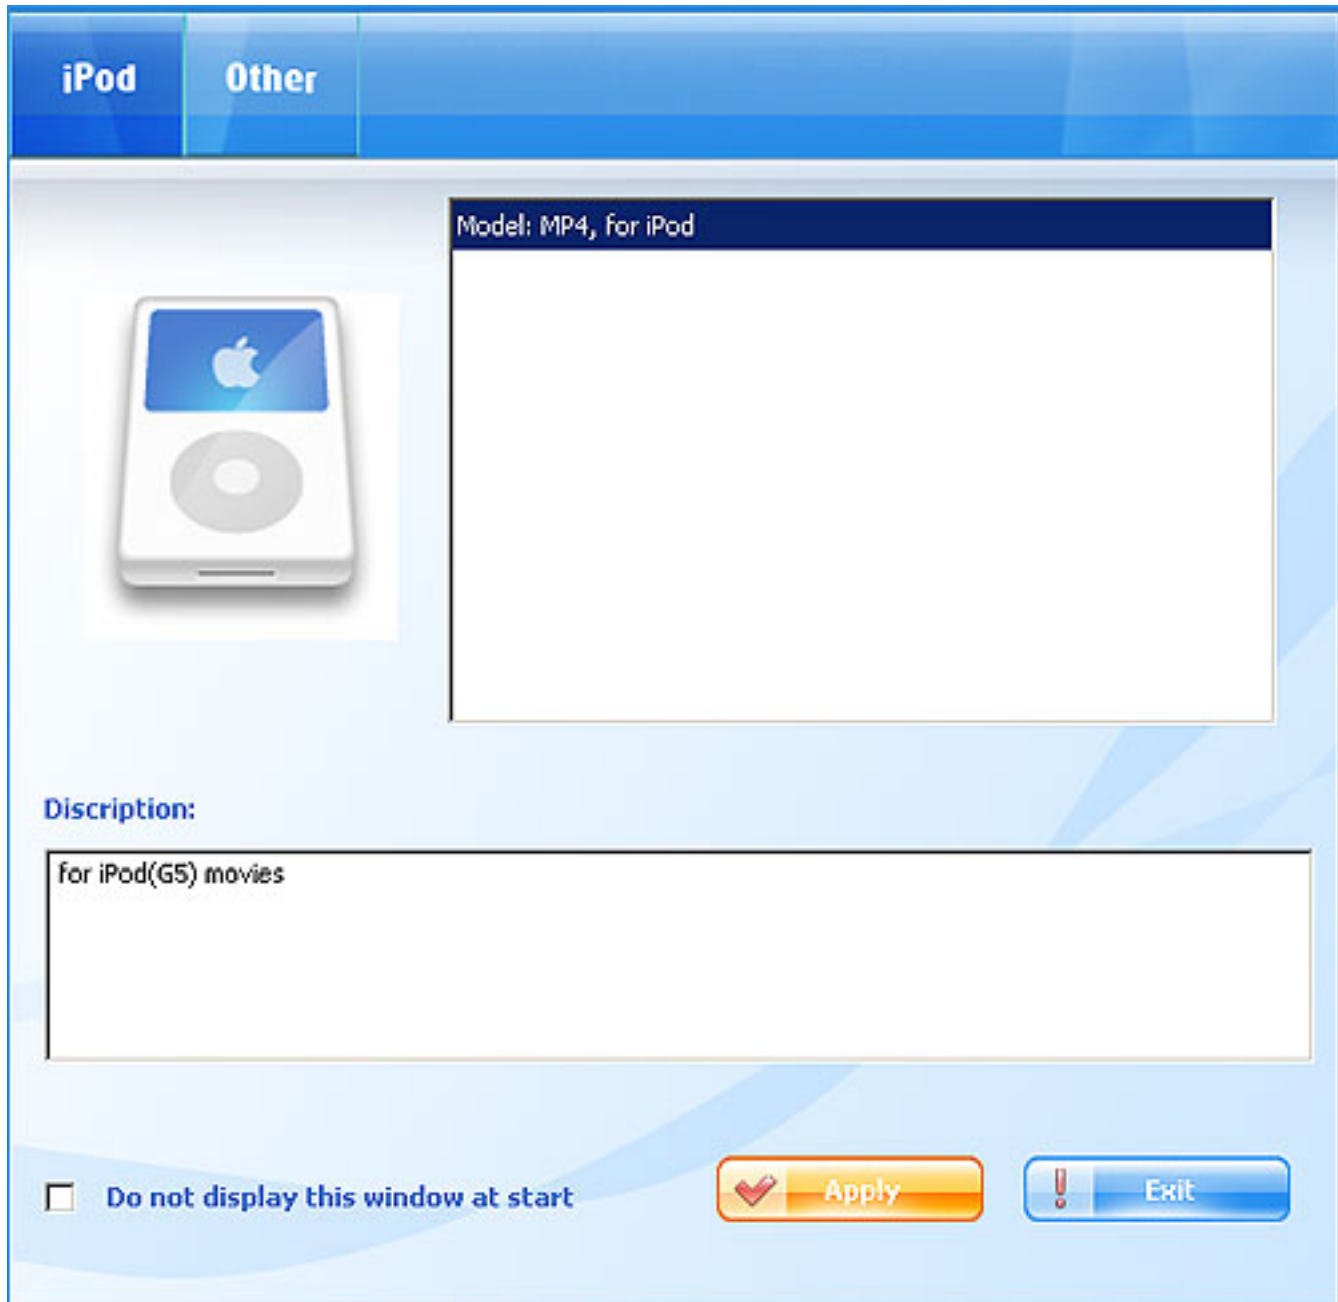 iPod
Other
Model: MP4, for iPod
Discription:
for iPod(G5) movies
Do not display this window at start
Apply
Exit